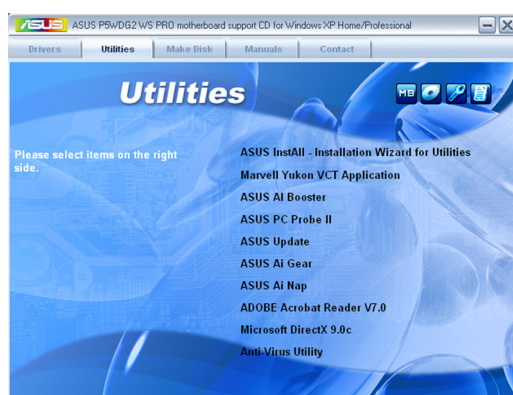 ASUS ASUS P5WDG2 WS PRO motherboard support CD for Windows XP Home/Professional
Drivers Utilities Make Disk Manuals Contact
Utilities
MB
Please select items on the right
side.
ASUS InstAll - Installation Wizard for Utilities
Marvell Yukon VCT Application
ASUS AI Booster
ASUS PC Probe II
ASUS Update
ASUS Ai Gear
ASUS Ai Nap
ADOBE Acrobat Reader V7.0
Microsoft DirectX 9.0c
Anti-Virus Utility